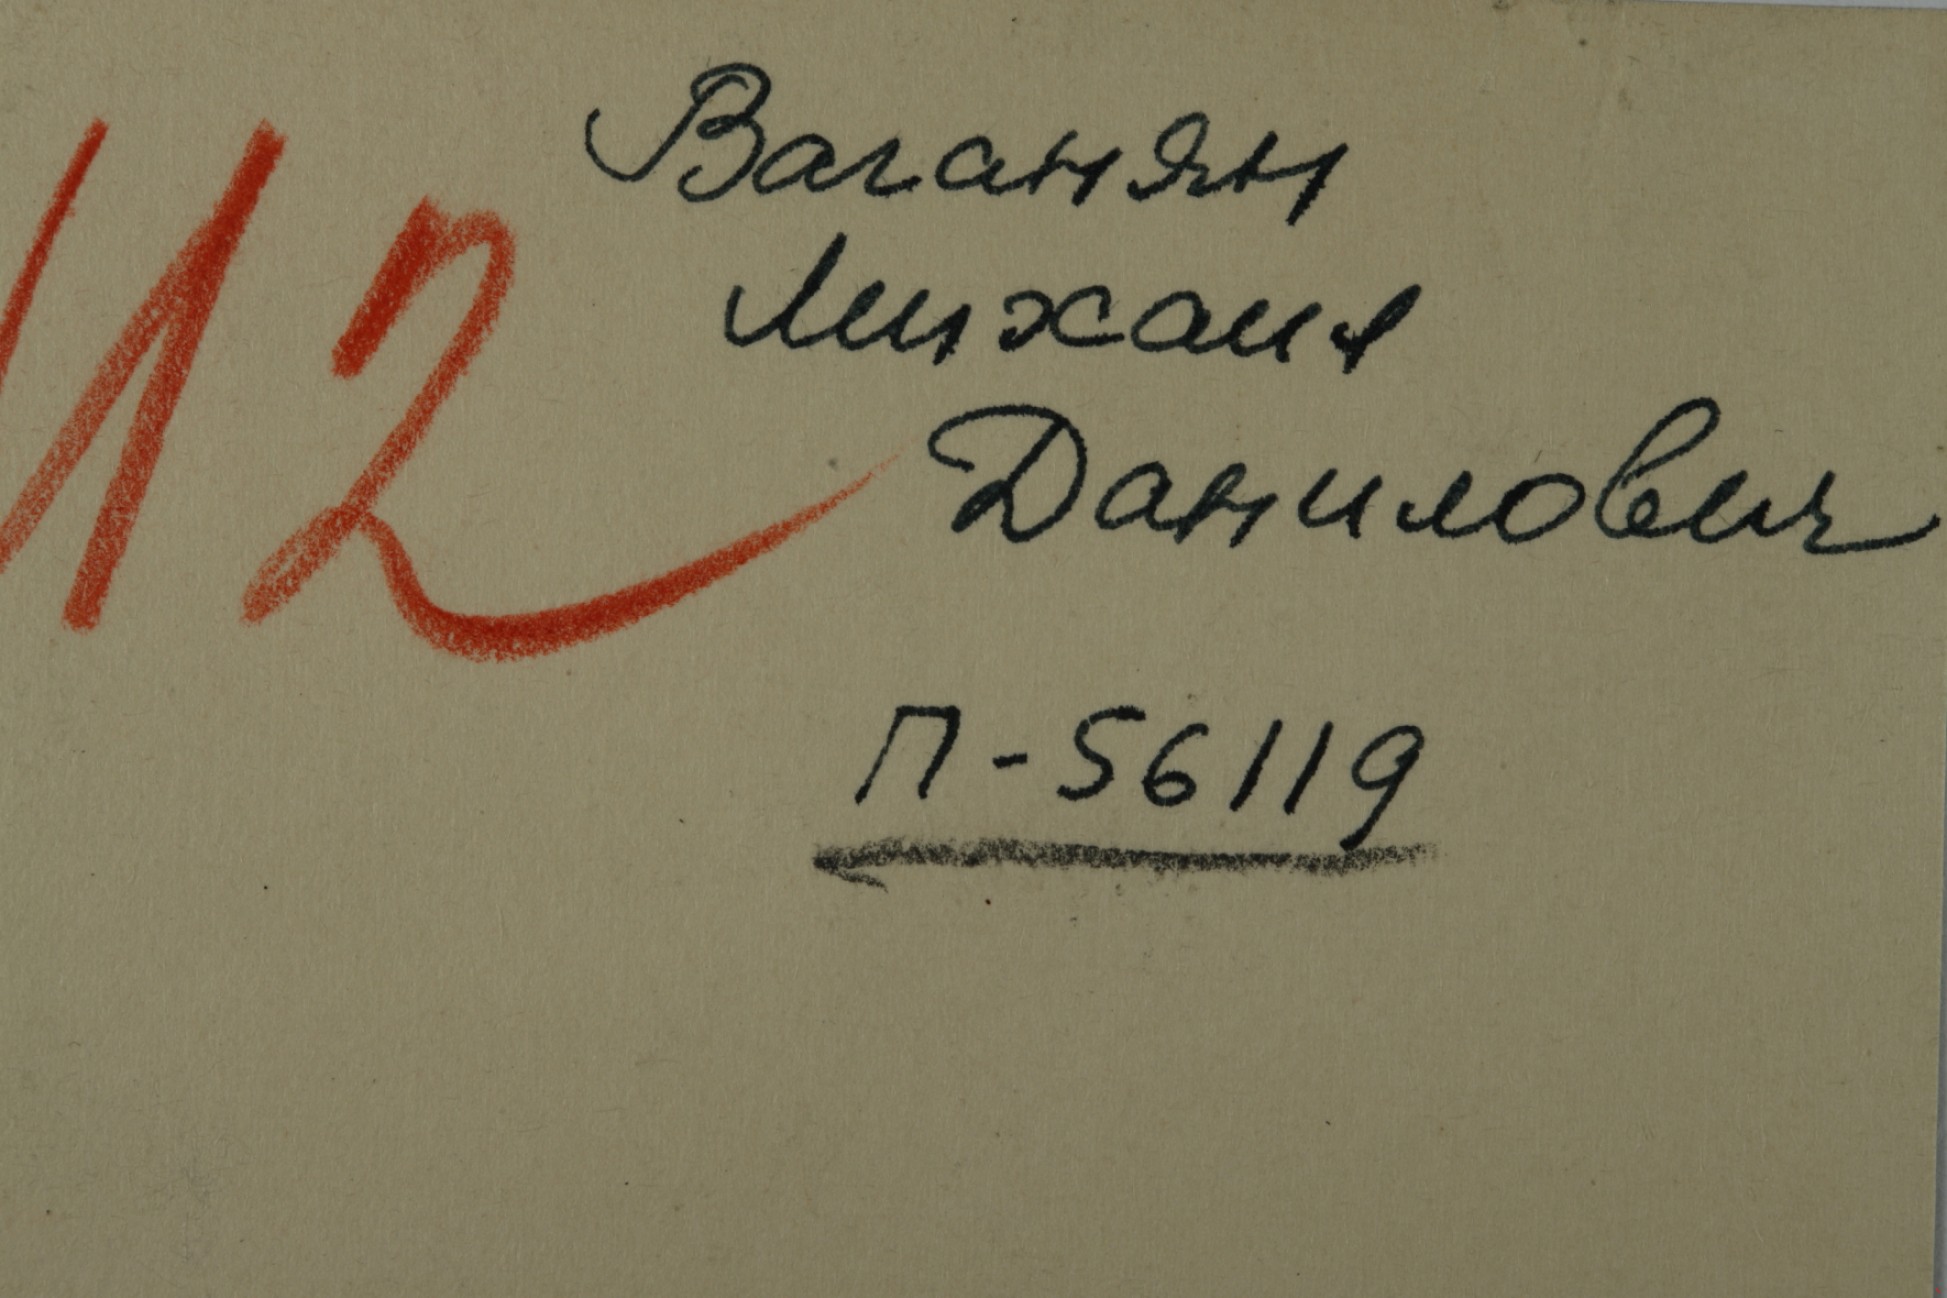 112
Ваганян
Михаил
Данилович
П-56119